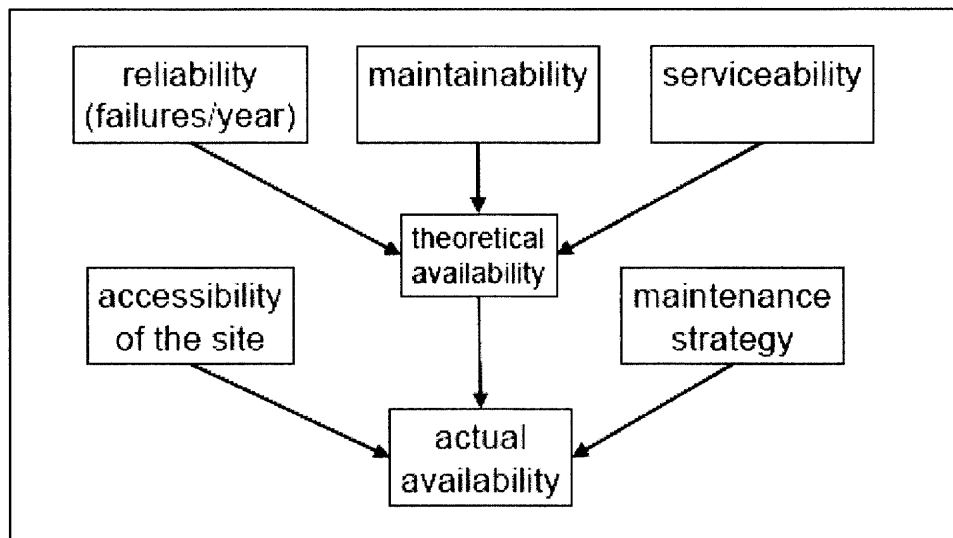 reliability
(failures/year)
maintainability
serviceability
theoretical
availability
accessibility
of the site
maintenance
strategy
actual
availability